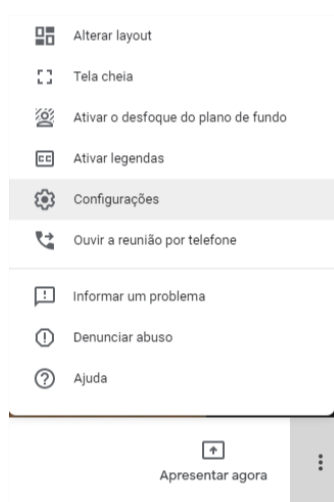 Alterar layout
Tela cheia
Ativar o desfoque do plano de fundo
CC Ativar legendas
Configurações
Ouvir a reunião por telefone
Informar um problema
Denunciar abuso
Ajuda
Apresentar agora